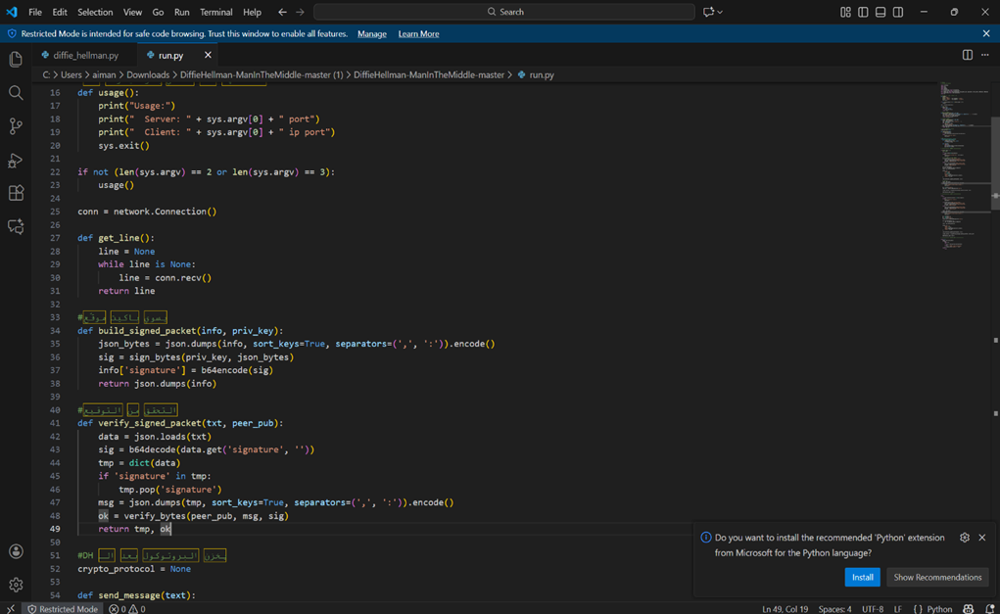 File Edit Selection View Go Run Terminal Help Search
Restricted Mode is intended for safe code browsing. Trust this window to enable all features. Manage Learn More
diffie_hellman.py run.py
C: > Users > aiman > Downloads > DiffieHellman-ManInTheMiddle-master (1) > DiffieHellman-ManInTheMiddle-master > run.py
16 def usage():
17 print("Usage:")
18 print(" Server: " + sys.argv[0] + " port")
19 print(" Client: " + sys.argv[0] + " ip port")
20 sys.exit()
21
22 if not (len(sys.argv) == 2 or len(sys.argv) == 3):
23 usage()
24
25 conn = network.Connection()
26
27 def get_line():
28 line = None
29 while line is None:
30 line = conn.recv()
31 return line
32
33 #يسوي باكيت موقّع
34 def build_signed_packet(info, priv_key):
35 json_bytes = json.dumps(info, sort_keys=True, separators=(',', ':')).encode()
36 sig = sign_bytes(priv_key, json_bytes)
37 info['signature'] = b64encode(sig)
38 return json.dumps(info)
39
40 #التحقق من التوقيع
41 def verify_signed_packet(txt, peer_pub):
42 data = json.loads(txt)
43 sig = b64decode(data.get('signature', ''))
44 tmp = dict(data)
45 if 'signature' in tmp:
46 tmp.pop('signature')
47 msg = json.dumps(tmp, sort_keys=True, separators=(',', ':')).encode()
48 ok = verify_bytes(peer_pub, msg, sig)
49 return tmp, ok
50
51 #DH يخزن البروتوكول بعد الـ
52 crypto_protocol = None
53
54 def send_message(text):
Do you want to install the recommended 'Python' extension
from Microsoft for the Python language?
Install Show Recommendations
Restricted Mode 0 0 Ln 49, Col 19 Spaces: 4 UTF-8 LF { } Python